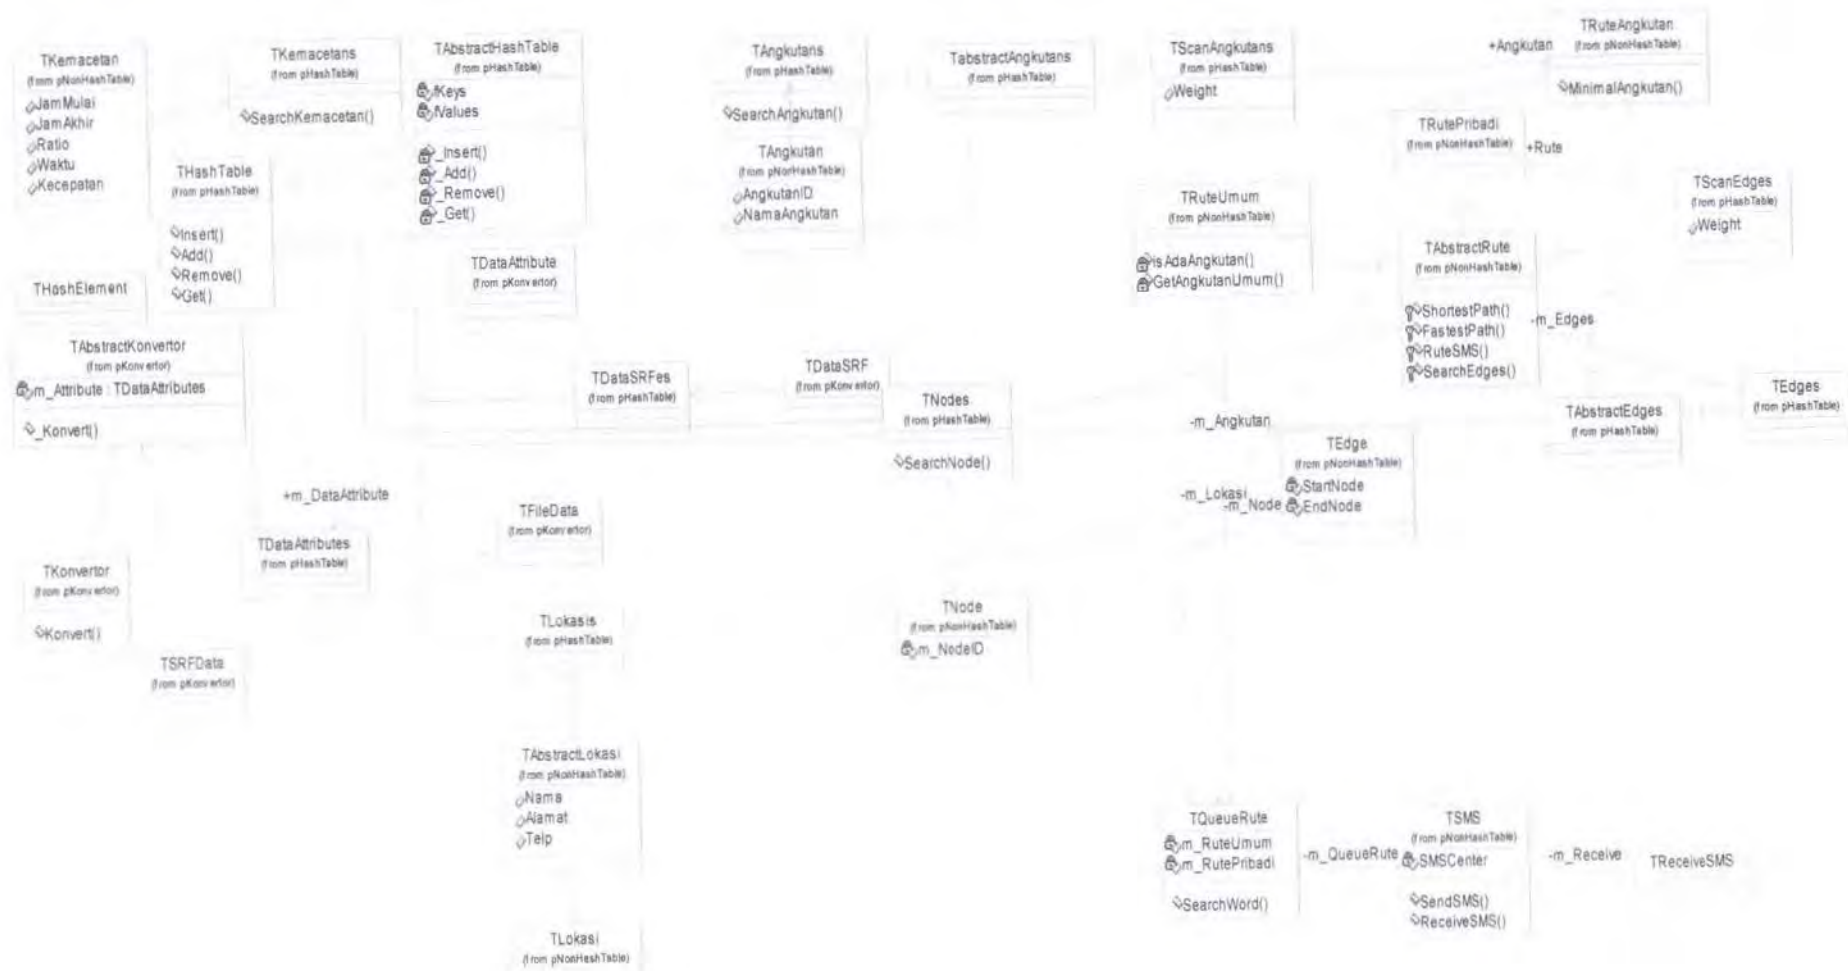 TKemacetan
(from pNonHashTable)
JamMulai
JamAkhir
Ratio
Waktu
Kecepatan
TKemacetans
(from pHashTable)
SearchKemacetan()
TAbstractHashTable
(from pHashTable)
fKeys
fValues
_Insert()
_Add()
_Remove()
_Get()
TAngkutans
(from pHashTable)
SearchAngkutan()
TabstractAngkutans
(from pHashTable)
TScanAngkutans
(from pHashTable)
Weight
+Angkutan
TRuteAngkutan
(from pNonHashTable)
MinimalAngkutan()
TRutePribadi
(from pNonHashTable)
+Rute
THashTable
(from pHashTable)
Insert()
Add()
Remove()
Get()
TAngkutan
(from pNonHashTable)
AngkutanID
NamaAngkutan
TRuteUmum
(from pNonHashTable)
isAdaAngkutan()
GetAngkutanUmum()
TScanEdges
(from pHashTable)
Weight
TAbstractRute
(from pNonHashTable)
ShortestPath()
FastestPath()
RuteSMS()
SearchEdges()
-m_Edges
THashElement
TDataAttribute
(from pKonvertor)
TAbstractKonvertor
(from pKonvertor)
m_Attribute : TDataAttributes
_Konvert()
TDataSRFes
(from pHashTable)
TDataSRF
(from pKonvertor)
TNodes
(from pHashTable)
SearchNode()
-m_Angkutan
TAbstractEdges
(from pHashTable)
TEdges
(from pHashTable)
TEdge
(from pNonHashTable)
StartNode
EndNode
-m_Lokasi
-m_Node
+m_DataAttribute
TDataAttributes
(from pHashTable)
TFileData
(from pKonvertor)
TKonvertor
(from pKonvertor)
Konvert()
TLokasis
(from pHashTable)
TNode
(from pNonHashTable)
m_NodeID
TSRFData
(from pKonvertor)
TAbstractLokasi
(from pNonHashTable)
Nama
Alamat
Telp
TQueueRute
m_RuteUmum
m_RutePribadi
SearchWord()
-m_QueueRute
TSMS
(from pNonHashTable)
SMSCenter
SendSMS()
ReceiveSMS()
-m_Receive
TReceiveSMS
TLokasi
(from pNonHashTable)